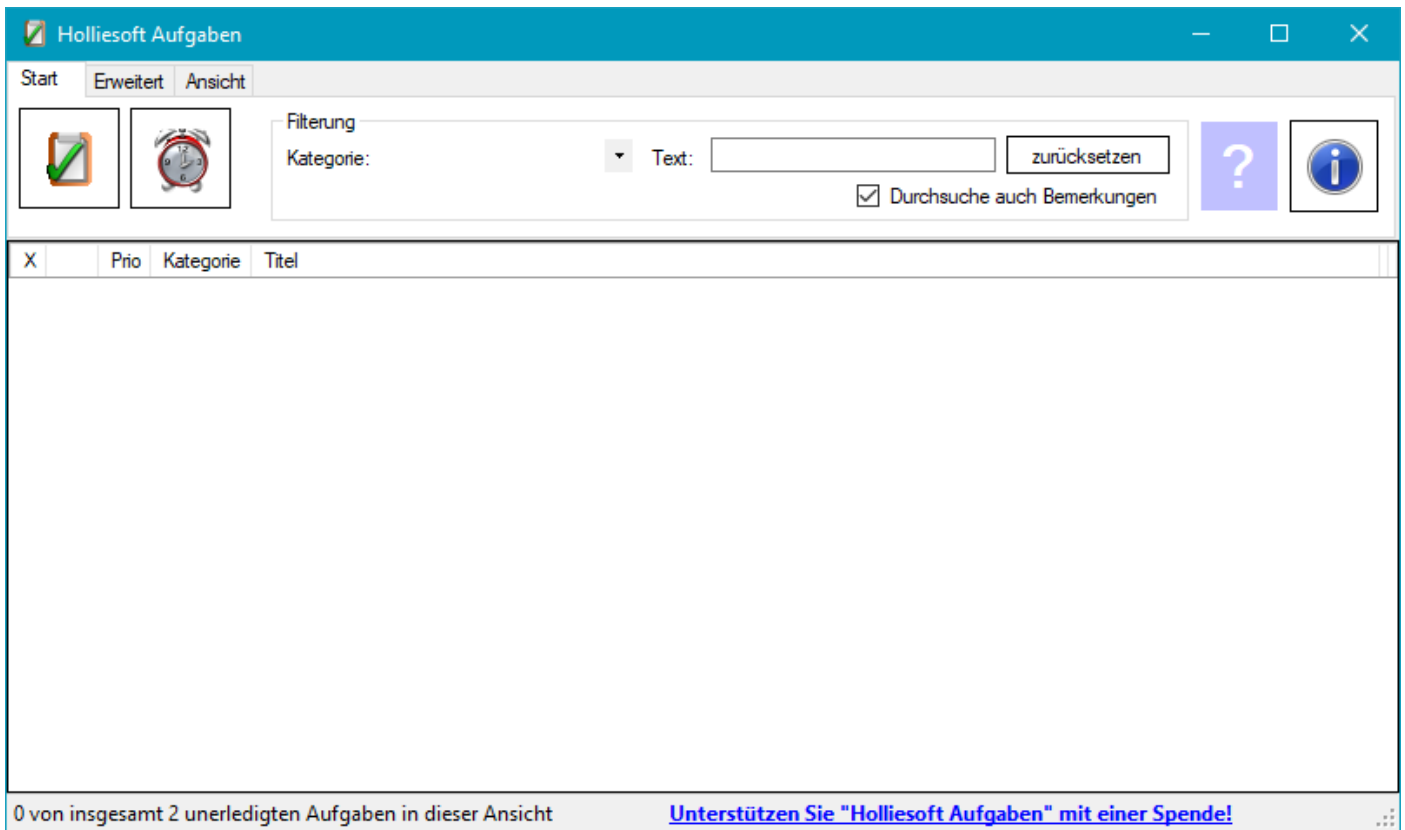 Holliesoft Aufgaben
Start Erweitert Ansicht
Filterung
Kategorie: Text: zurücksetzen
Durchsuche auch Bemerkungen
?
i
X Prio Kategorie Titel
0 von insgesamt 2 unerledigten Aufgaben in dieser Ansicht Unterstützen Sie "Holliesoft Aufgaben" mit einer Spende!